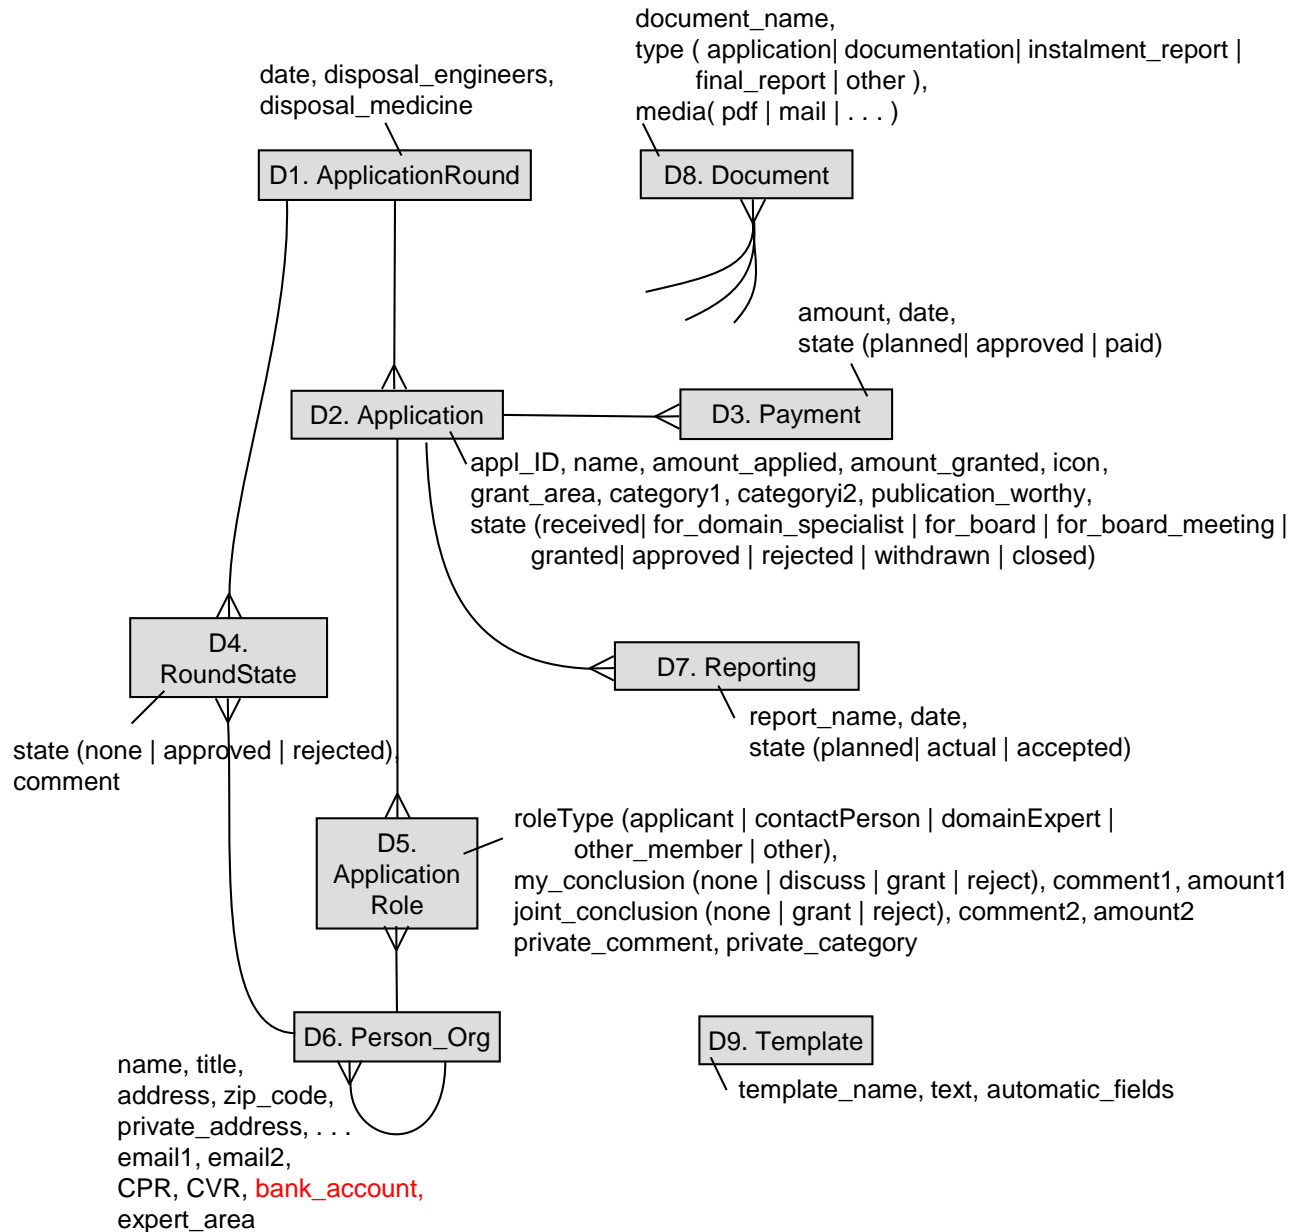 document_name,
type ( application| documentation| instalment_report |
final_report | other ),
media( pdf | mail | . . . )
date, disposal_engineers,
disposal_medicine
D1. ApplicationRound
D8. Document
amount, date,
state (planned| approved | paid)
D2. Application
D3. Payment
appl_ID, name, amount_applied, amount_granted, icon,
grant_area, category1, categoryi2, publication_worthy,
state (received| for_domain_specialist | for_board | for_board_meeting |
granted| approved | rejected | withdrawn | closed)
D4.
RoundState
D7. Reporting
report_name, date,
state (planned| actual | accepted)
state (none | approved | rejected),
comment
D5.
Application
Role
roleType (applicant | contactPerson | domainExpert |
other_member | other),
my_conclusion (none | discuss | grant | reject), comment1, amount1
joint_conclusion (none | grant | reject), comment2, amount2
private_comment, private_category
D6. Person_Org
D9. Template
template_name, text, automatic_fields
name, title,
address, zip_code,
private_address, . . .
email1, email2,
CPR, CVR, bank_account,
expert_area